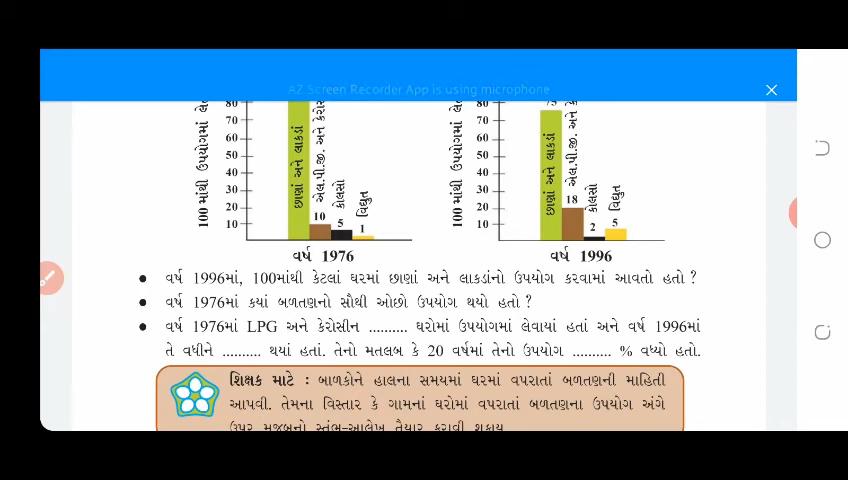 AZ Screen Recorder App is using microphone
80
70
60
50
40
30
20
10
100 માંથી ઉપયોગમાં
છાણાં અને લાકડાં
એલ.પી.જી. અને
10
કોલસો
5
વિદ્યુત
1
વર્ષ 1976
80
70
60
50
40
30
20
10
100 માંથી ઉપયોગમાં
75
છાણાં અને લાકડાં
એલ.પી.જી. અને
18
કોલસો
2
વિદ્યુત
5
વર્ષ 1996
• વર્ષ 1996માં, 100માંથી કેટલાં ઘરમાં છાણાં અને લાકડાંનો ઉપયોગ કરવામાં આવતો હતો ?
• વર્ષ 1976માં કયાં બળતણનો સૌથી ઓછો ઉપયોગ થયો હતો ?
• વર્ષ 1976માં LPG અને કેરોસીન .......... ઘરોમાં ઉપયોગમાં લેવાયાં હતાં અને વર્ષ 1996માં
તે વધીને .......... થયાં હતાં. તેનો મતલબ કે 20 વર્ષમાં તેનો ઉપયોગ .......... % વધ્યો હતો.
શિક્ષક માટે : બાળકોને હાલના સમયમાં ઘરમાં વપરાતાં બળતણની માહિતી
આપવી. તેમના વિસ્તાર કે ગામનાં ઘરોમાં વપરાતાં બળતણના ઉપયોગ અંગે
ઉપર મુજબનો સ્તંભ-આલેખ તૈયાર કરાવી શકાય